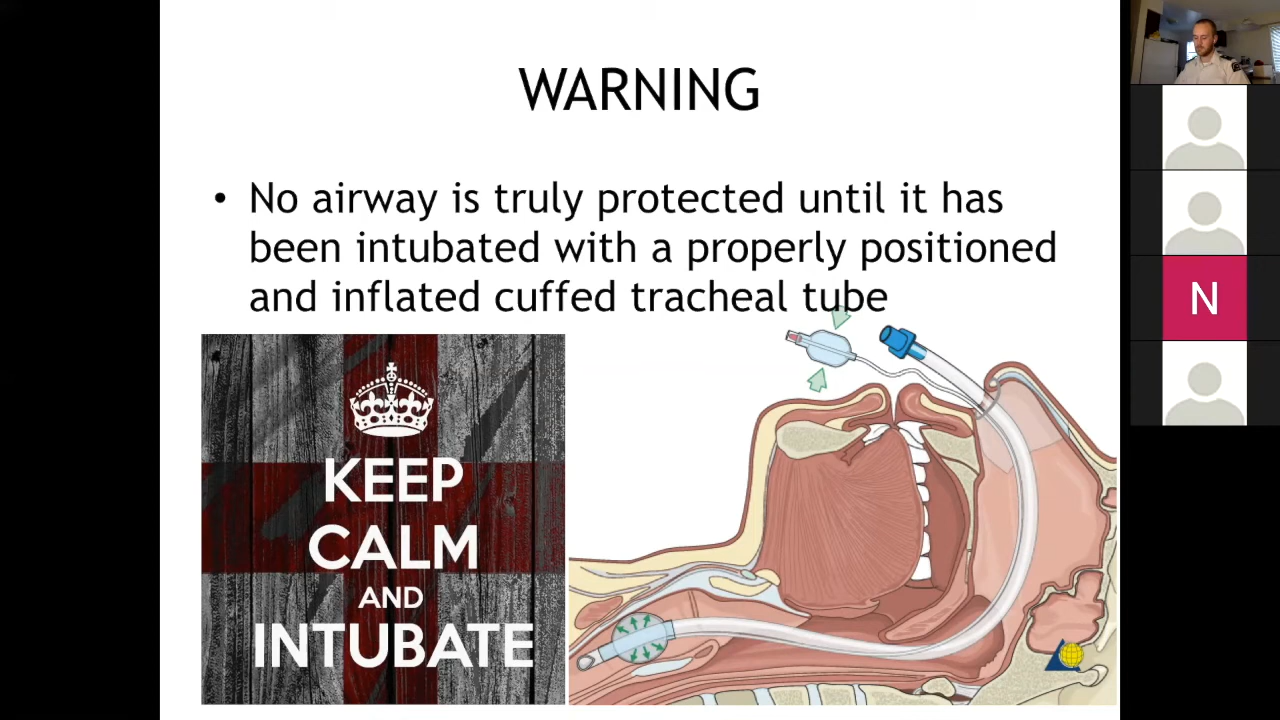 WARNING
• No airway is truly protected until it has
been intubated with a properly positioned
and inflated cuffed tracheal tube
KEEP
CALM
AND
INTUBATE
N